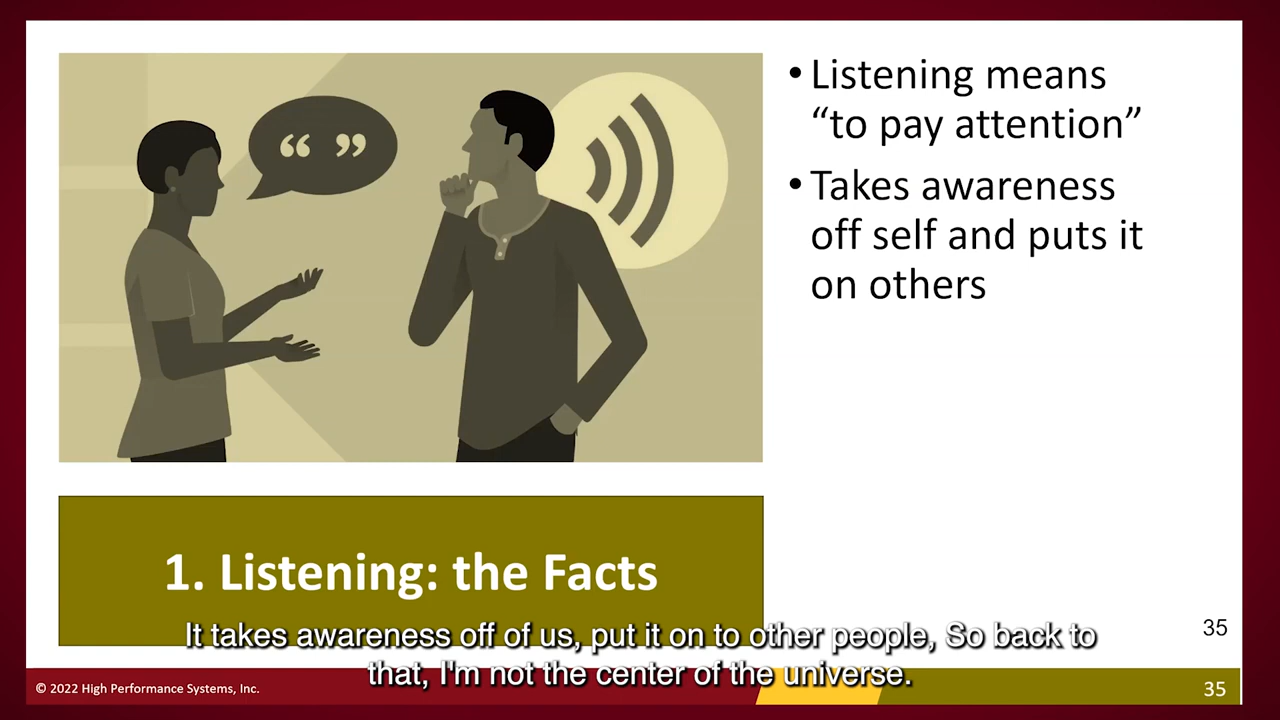 “ ”
• Listening means
“to pay attention”
• Takes awareness
off self and puts it
on others
1. Listening: the Facts
It takes awareness off of us, put it on to other people, So back to
that, I'm not the center of the universe.
35
© 2022 High Performance Systems, Inc.
35